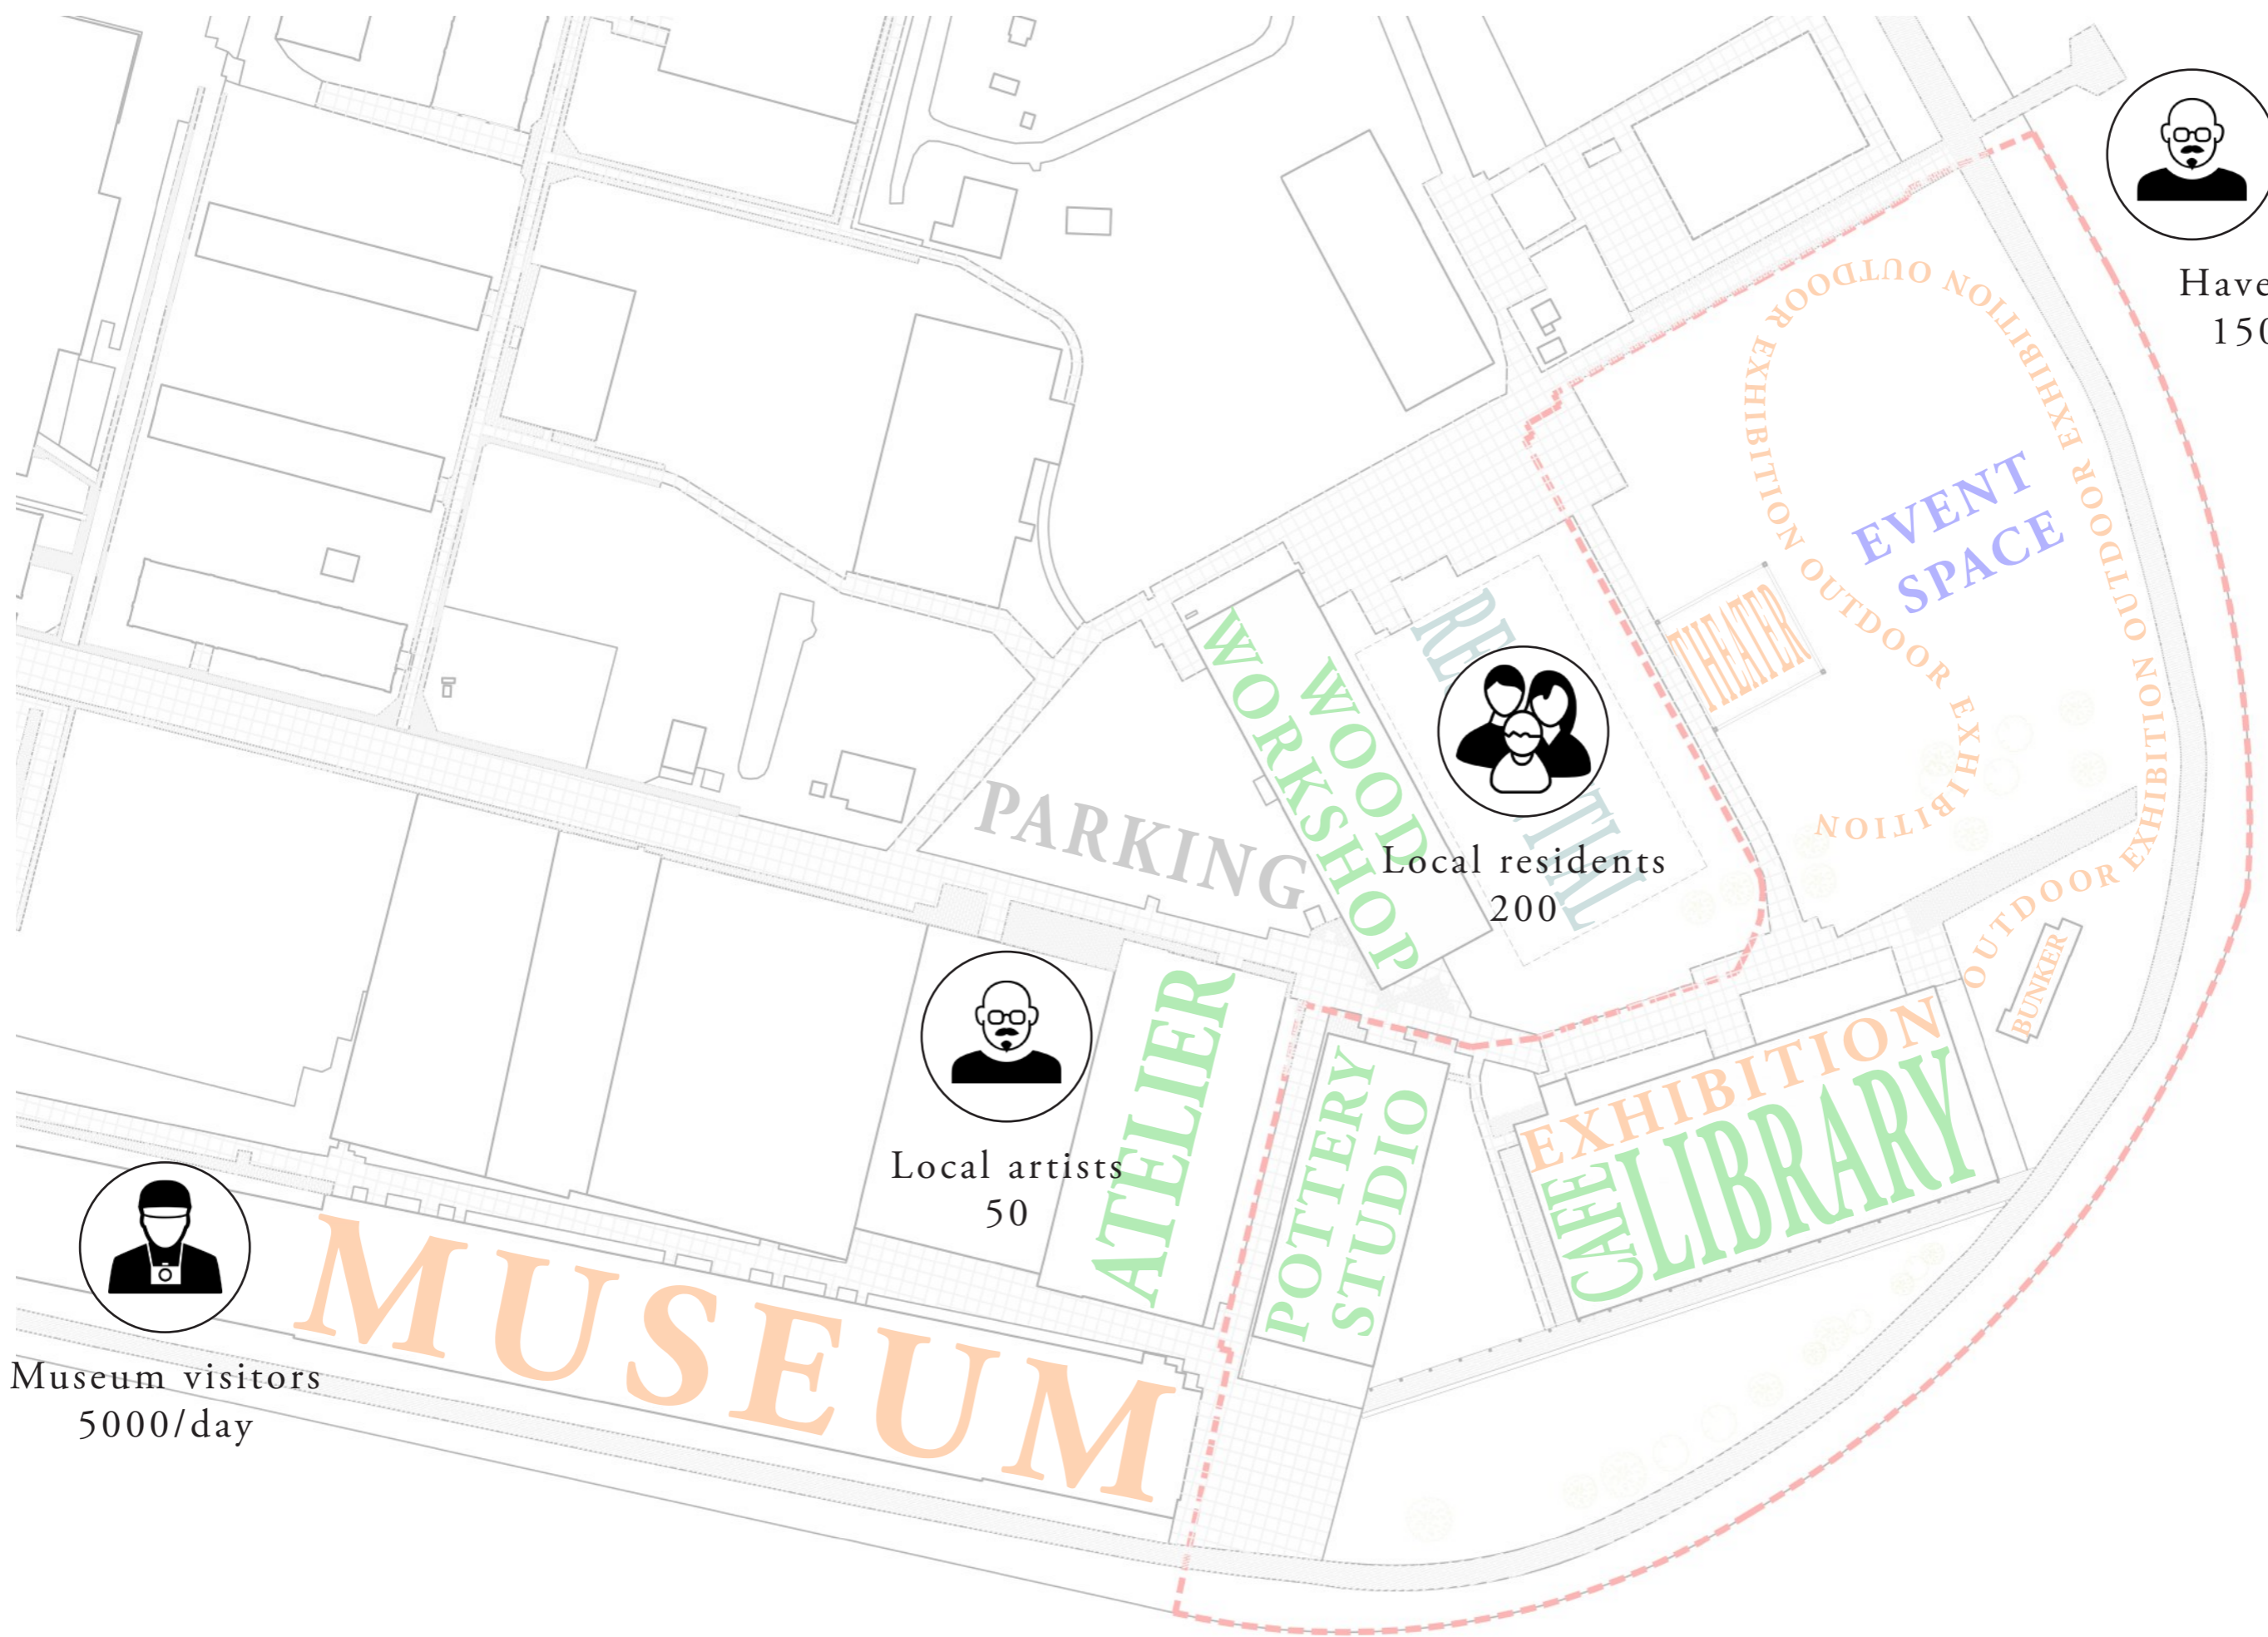 Have
150
OUTDOOR EXHIBITION OUTDOOR EXHIBITION OUTDOOR EXHIBITION OUTDOOR EXHIBITION
EVENT
SPACE
THEATER
WOOD
WORKSHOP
Local residents
200
PARKING
BUNKER
EXHIBITION
CAFE
LIBRARY
POTTERY
STUDIO
ATELIER
Local artists
50
MUSEUM
Museum visitors
5000/day